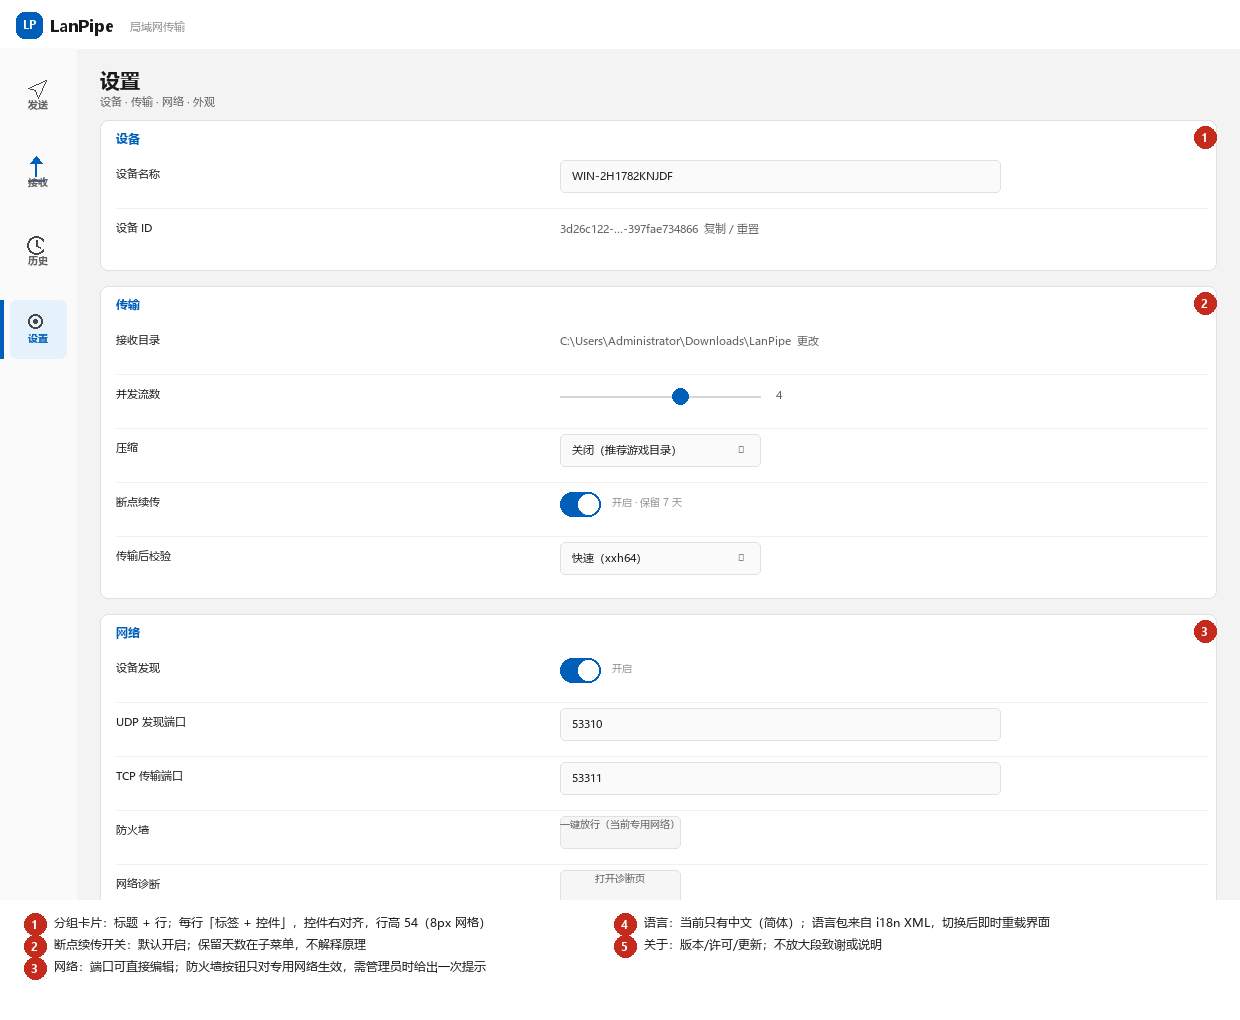 LP LanPipe 局域网传输
发送
接收
历史
设置
设置
设备 · 传输 · 网络 · 外观
设备 1
设备名称 WIN-2H1782KNJDF
设备 ID 3d26c122-...-397fae734866 复制 / 重置
传输 2
接收目录 C:\Users\Administrator\Downloads\LanPipe 更改
并发流数 4
压缩 关闭（推荐游戏目录）
断点续传 开启 · 保留 7 天
传输后校验 快速（xxh64）
网络 3
设备发现 开启
UDP 发现端口 53310
TCP 传输端口 53311
防火墙 一键放行（当前专用网络）
网络诊断 打开诊断页
1 分组卡片：标题 + 行；每行「标签 + 控件」，控件右对齐，行高 54（8px 网格）
2 断点续传开关：默认开启；保留天数在子菜单，不解释原理
3 网络：端口可直接编辑；防火墙按钮只对专用网络生效，需管理员时给出一次提示
4 语言：当前只有中文（简体）；语言包来自 i18n XML，切换后即时重载界面
5 关于：版本/许可/更新；不放大段致谢或说明